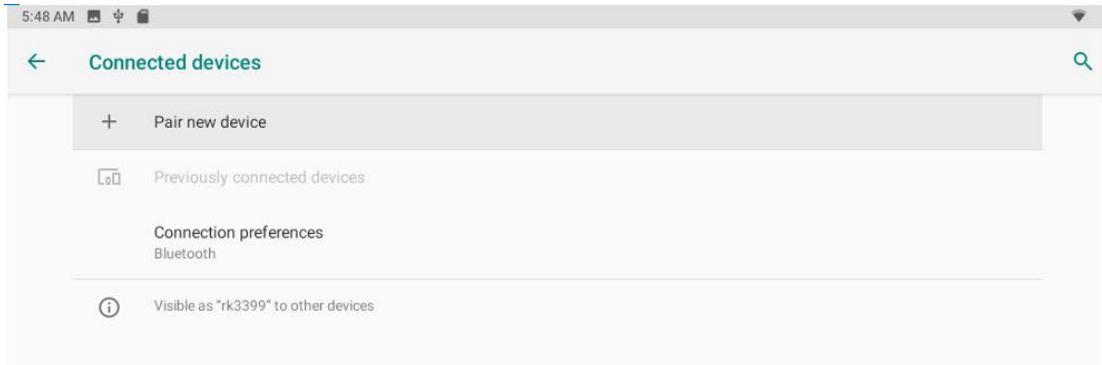 5:48 AM
Connected devices
Pair new device
Previously connected devices
Connection preferences
Bluetooth
Visible as "rk3399" to other devices